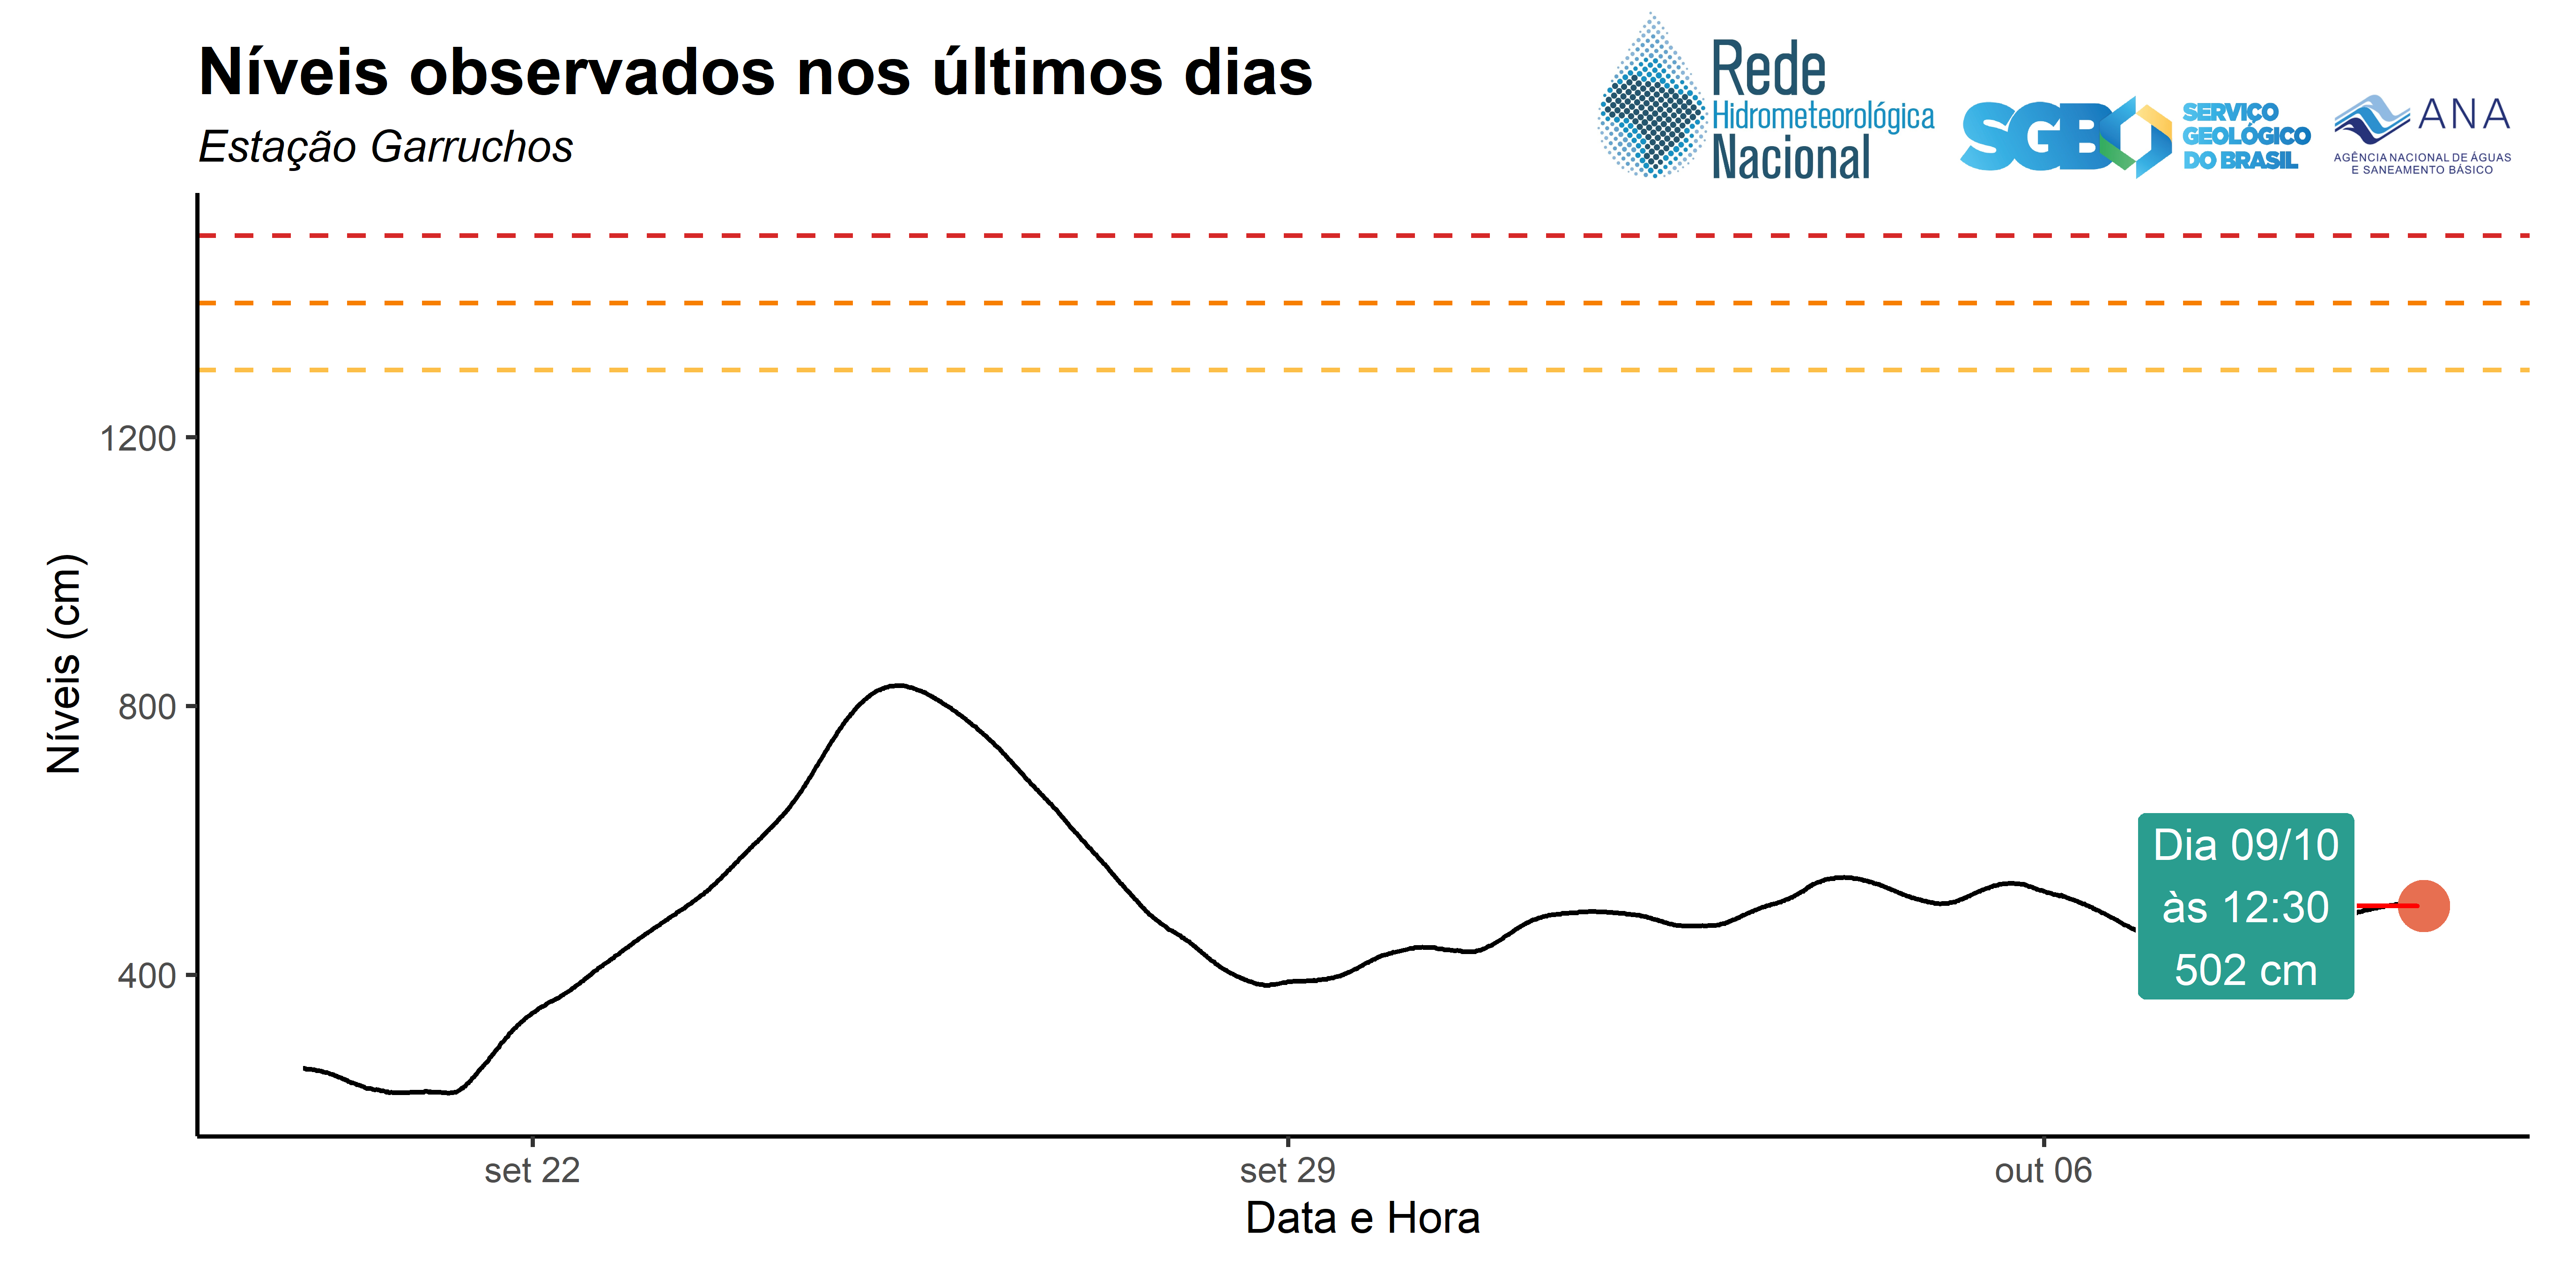 Níveis observados nos últimos dias
Estação Garruchos
Rede
Hidrometeorológica
Nacional
SGB
SERVIÇO
GEOLÓGICO
DO BRASIL
ANA
AGÊNCIA NACIONAL DE ÁGUAS
E SANEAMENTO BÁSICO
Níveis (cm)
1200
800
400
Dia 09/10
às 12:30
502 cm
set 22
set 29
out 06
Data e Hora